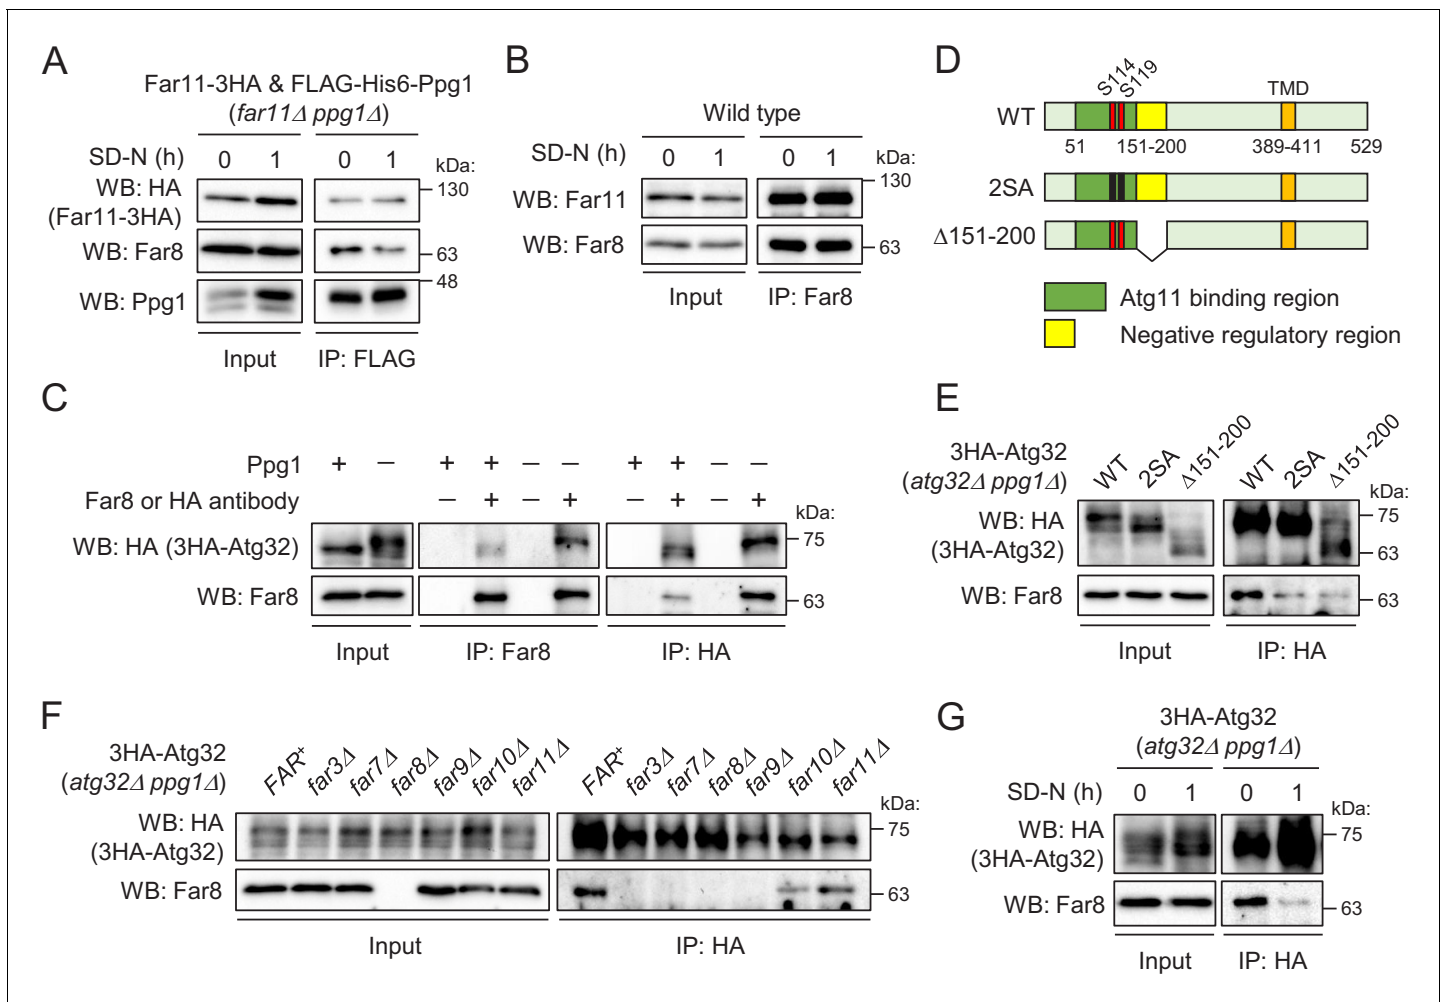 A
Far11-3HA & FLAG-His6-Ppg1
(far11Δ ppg1Δ)
SD-N (h) 0 1 0 1 kDa:
WB: HA
(Far11-3HA)
130
WB: Far8
63
48
WB: Ppg1
Input IP: FLAG
B
Wild type
SD-N (h) 0 1 0 1 kDa:
130
WB: Far11
WB: Far8 63
Input IP: Far8
C
Ppg1 + − + + − − + + − −
Far8 or HA antibody − + − + − + − +
kDa:
WB: HA (3HA-Atg32) 75
WB: Far8 63
Input IP: Far8 IP: HA
D
S114 S119
TMD
WT
51 151-200 389-411 529
2SA
Δ151-200
Atg11 binding region
Negative regulatory region
E
3HA-Atg32
(atg32Δ ppg1Δ)
WT 2SA Δ151-200 WT 2SA Δ151-200
kDa:
WB: HA
(3HA-Atg32)
75
63
WB: Far8 63
Input IP: HA
F
3HA-Atg32
(atg32Δ ppg1Δ)
FAR+ far3Δ far7Δ far8Δ far9Δ far10Δ far11Δ FAR+ far3Δ far7Δ far8Δ far9Δ far10Δ far11Δ
kDa:
WB: HA
(3HA-Atg32)
75
WB: Far8 63
Input IP: HA
G
3HA-Atg32
(atg32Δ ppg1Δ)
SD-N (h) 0 1 0 1
kDa:
WB: HA
(3HA-Atg32)
75
WB: Far8 63
Input IP: HA